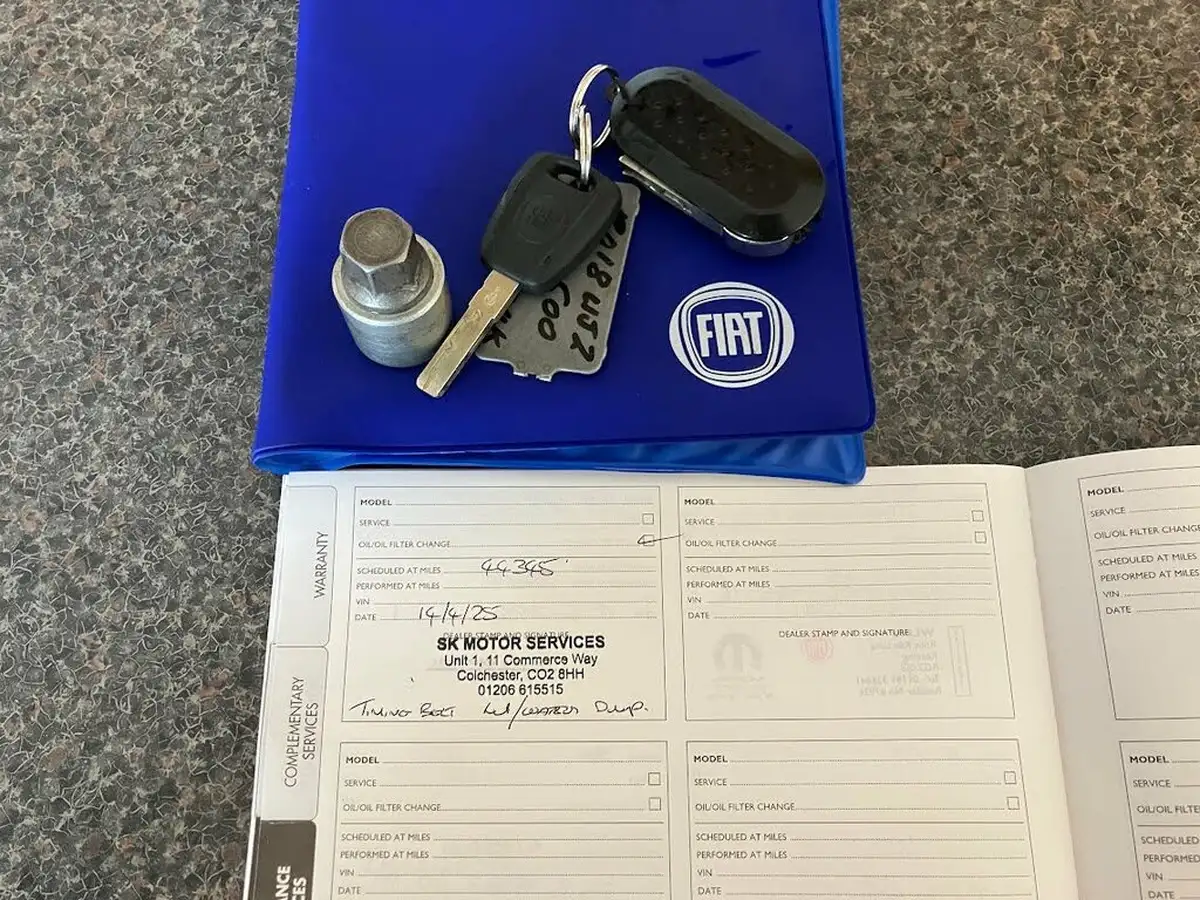 FIAT
WARRANTY
COMPLEMENTARY
SERVICES
MODEL
SERVICE
OIL/OIL FILTER CHANGE
SCHEDULED AT MILES 44345
PERFORMED AT MILES
VIN
DATE 14/4/25
DEALER STAMP AND SIGNATURE
SK MOTOR SERVICES
Unit 1, 11 Commerce Way
Colchester, CO2 8HH
01206 615515
TIMING BELT
MODEL
SERVICE
OIL/OIL FILTER CHANGE
SCHEDULED AT MILES
PERFORMED AT MILES
VIN
DATE
DEALER STAMP AND SIGNATURE
MODEL
SERVICE
OIL/OIL FILTER CHANG
SCHEDULED AT MILES
PERFORMED AT MILES
VIN
DATE
MODEL
SERVICE
OIL/OIL FILTER CHANGE
SCHEDULED AT MILES
PERFORMED AT MILES
VIN
DATE
MODEL
SERVICE
OIL/OIL FILTER CHANGE
SCHEDULED AT MILES
PERFORMED AT MILES
VIN
DATE
MODEL
SERVICE
OIL/OIL FILTE
SCHEDULED
PERFORMED
VIN
DATE